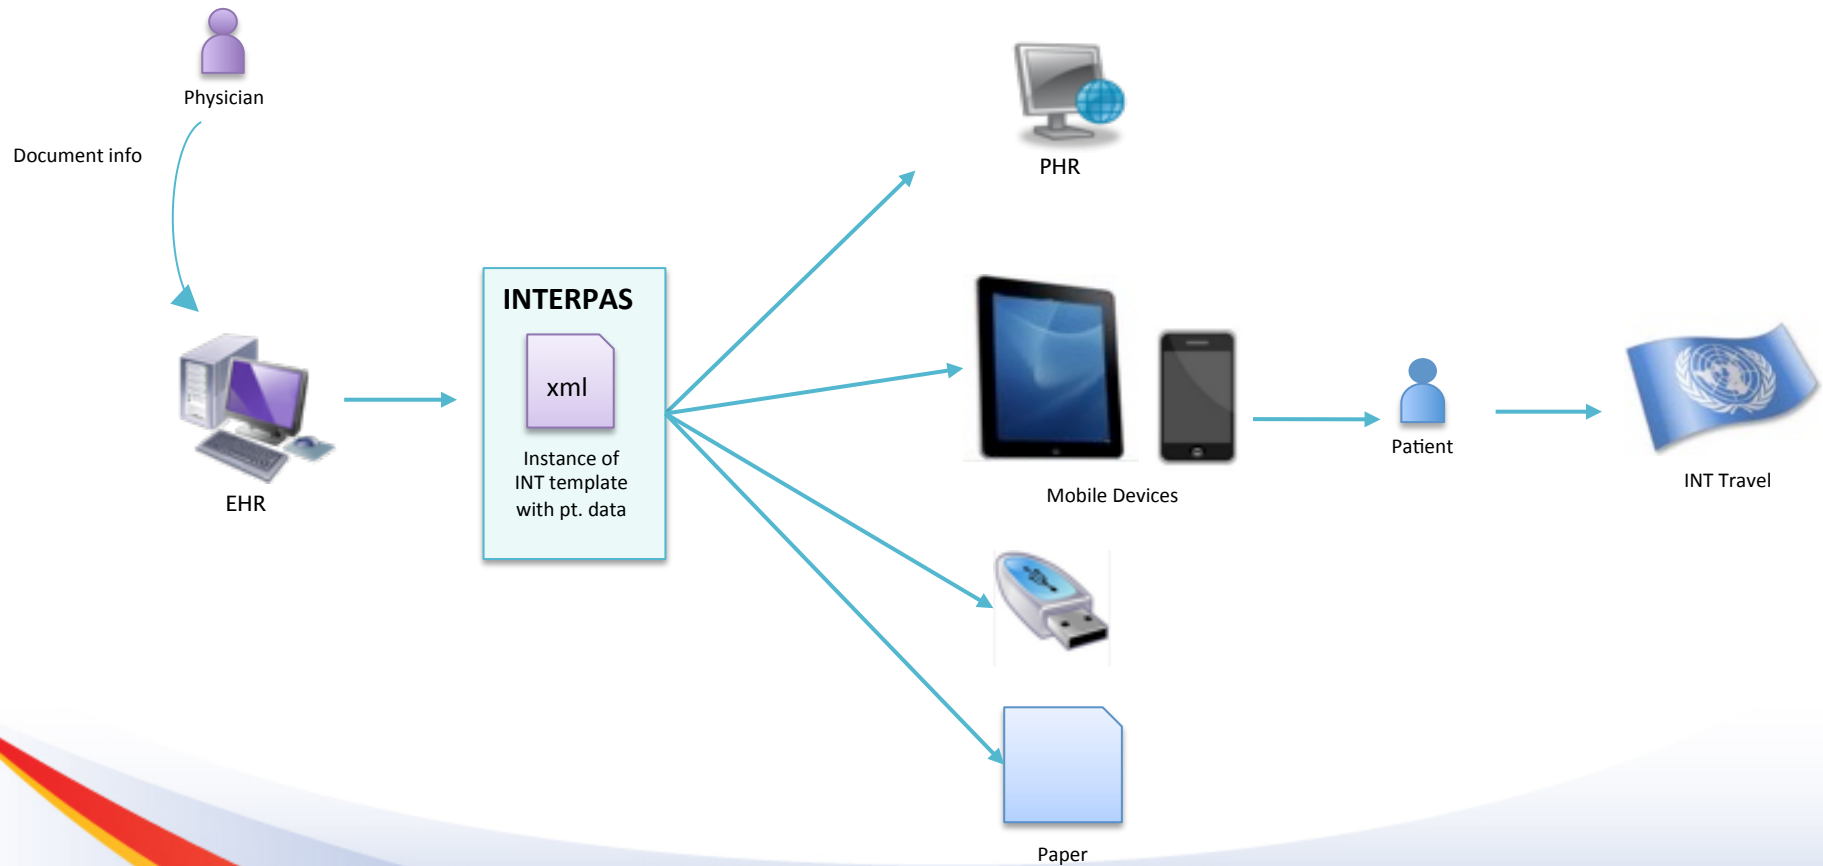 Physician
Document info
EHR
INTERPAS
xml
Instance of
INT template
with pt. data
PHR
Mobile Devices
Paper
Patient
INT Travel